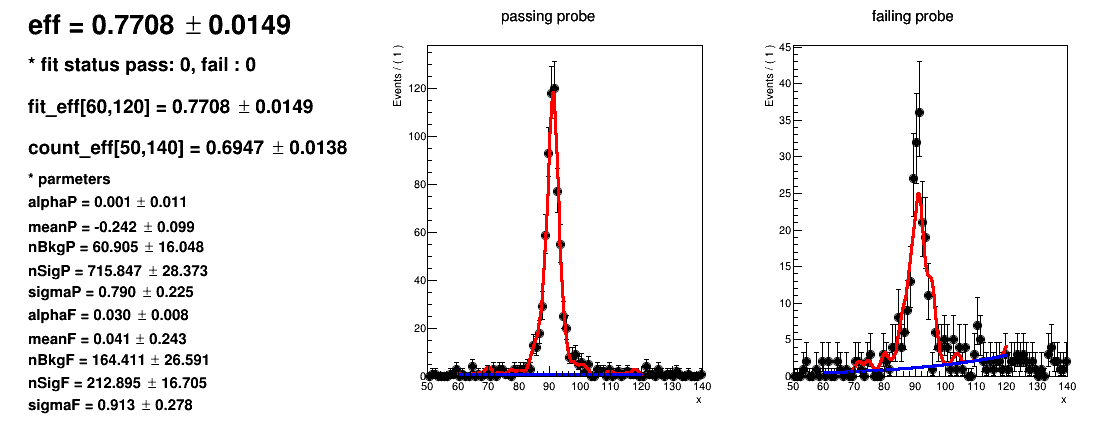 eff = 0.7708 ± 0.0149
* fit status pass: 0, fail : 0
fit_eff[60,120] = 0.7708 ± 0.0149
count_eff[50,140] = 0.6947 ± 0.0138
* parmeters
alphaP = 0.001 ± 0.011
meanP = -0.242 ± 0.099
nBkgP = 60.905 ± 16.048
nSigP = 715.847 ± 28.373
sigmaP = 0.790 ± 0.225
alphaF = 0.030 ± 0.008
meanF = 0.041 ± 0.243
nBkgF = 164.411 ± 26.591
nSigF = 212.895 ± 16.705
sigmaF = 0.913 ± 0.278
passing probe
Events / ( 1 )
120
100
80
60
40
20
0
50 60 70 80 90 100 110 120 130 140
x
failing probe
Events / ( 1 )
45
40
35
30
25
20
15
10
5
0
50 60 70 80 90 100 110 120 130 140
x